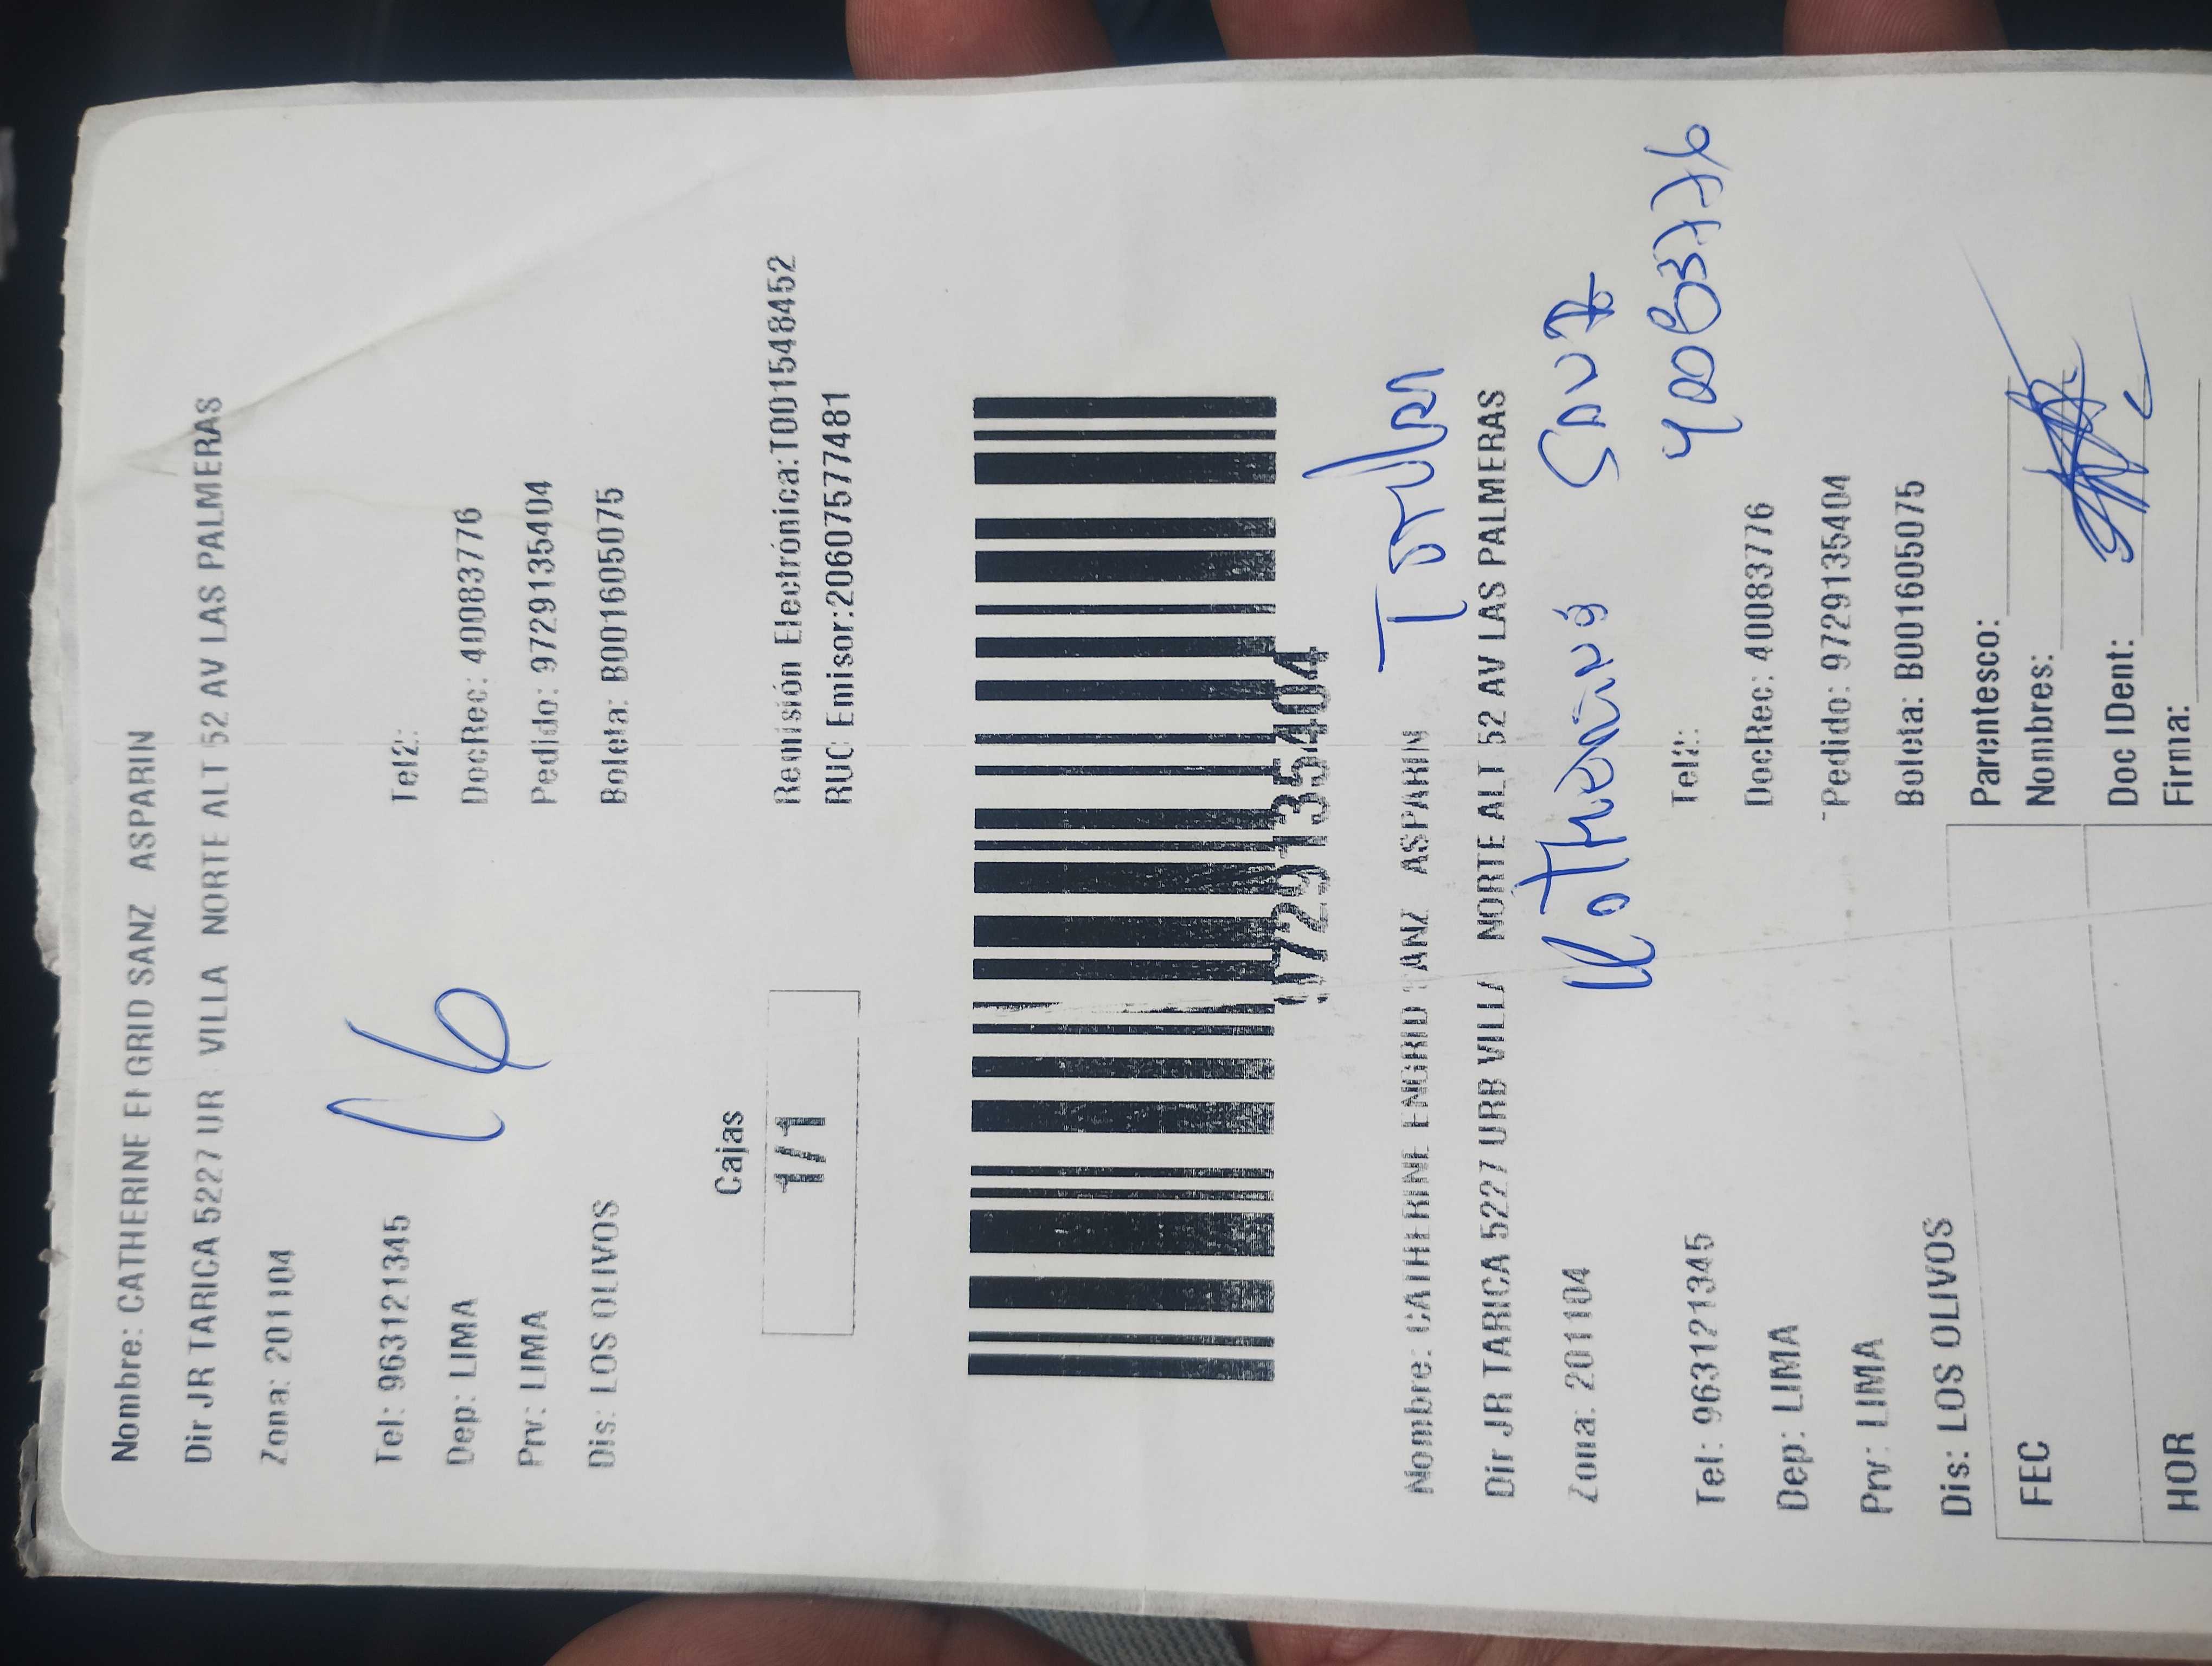 Nombre: CATHERINE ENGRID SANZ ASPARIN
Dir JR TARICA 5227 UR VILLA NORTE ALT 52 AV LAS PALMERAS
Zona: 201104
16
Tel: 963121345 Tel2:
Dep: LIMA DocRec: 40083776
Prv: LIMA Pedido: 9729135404
Dis: LOS OLIVOS Boleta: B001605075
Cajas
1/1
Remisión Electrónica:T001548452
RUC Emisor:20607577481
9729135404
Titular
Nombre: CATHERINE ENGRID SANZ ASPARIN
Dir JR TARICA 5227 URB VILLA NORTE ALT 52 AV LAS PALMERAS
Zona: 201104
Katherine Sanz
40083776
Tel: 963121345 Tel2:
Dep: LIMA DocRec: 40083776
Prv: LIMA Pedido: 9729135404
Dis: LOS OLIVOS Boleta: B001605075
FEC
HOR
Parentesco:
Nombres:
Doc IDent:
Firma: